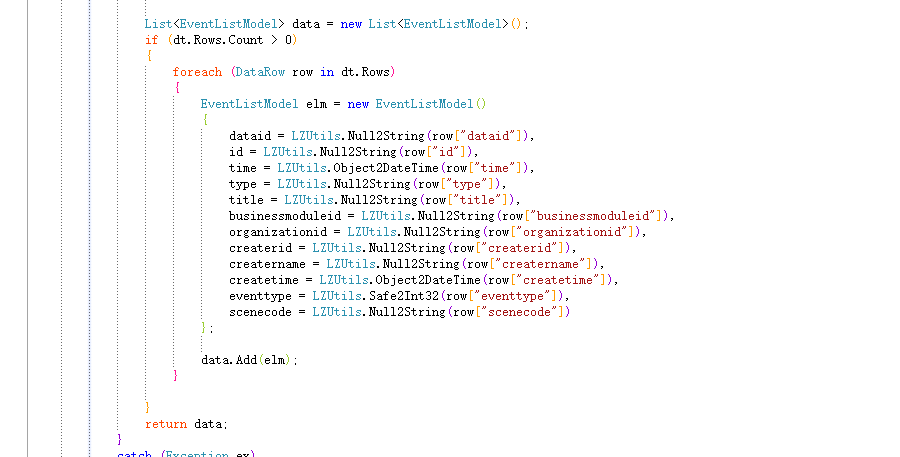 List<EventListModel> data = new List<EventListModel>();
if (dt.Rows.Count > 0)
{
foreach (DataRow row in dt.Rows)
{
EventListModel elm = new EventListModel()
{
dataid = LZUtils.Null2String(row["dataid"]),
id = LZUtils.Null2String(row["id"]),
time = LZUtils.Object2DateTime(row["time"]),
type = LZUtils.Null2String(row["type"]),
title = LZUtils.Null2String(row["title"]),
businessmoduleid = LZUtils.Null2String(row["businessmoduleid"]),
organizationid = LZUtils.Null2String(row["organizationid"]),
createrid = LZUtils.Null2String(row["createrid"]),
creatername = LZUtils.Null2String(row["creatername"]),
createtime = LZUtils.Object2DateTime(row["createtime"]),
eventtype = LZUtils.Safe2Int32(row["eventtype"]),
scenecode = LZUtils.Null2String(row["scenecode"])
};
data.Add(elm);
}
}
return data;
}
catch (Exception ex)